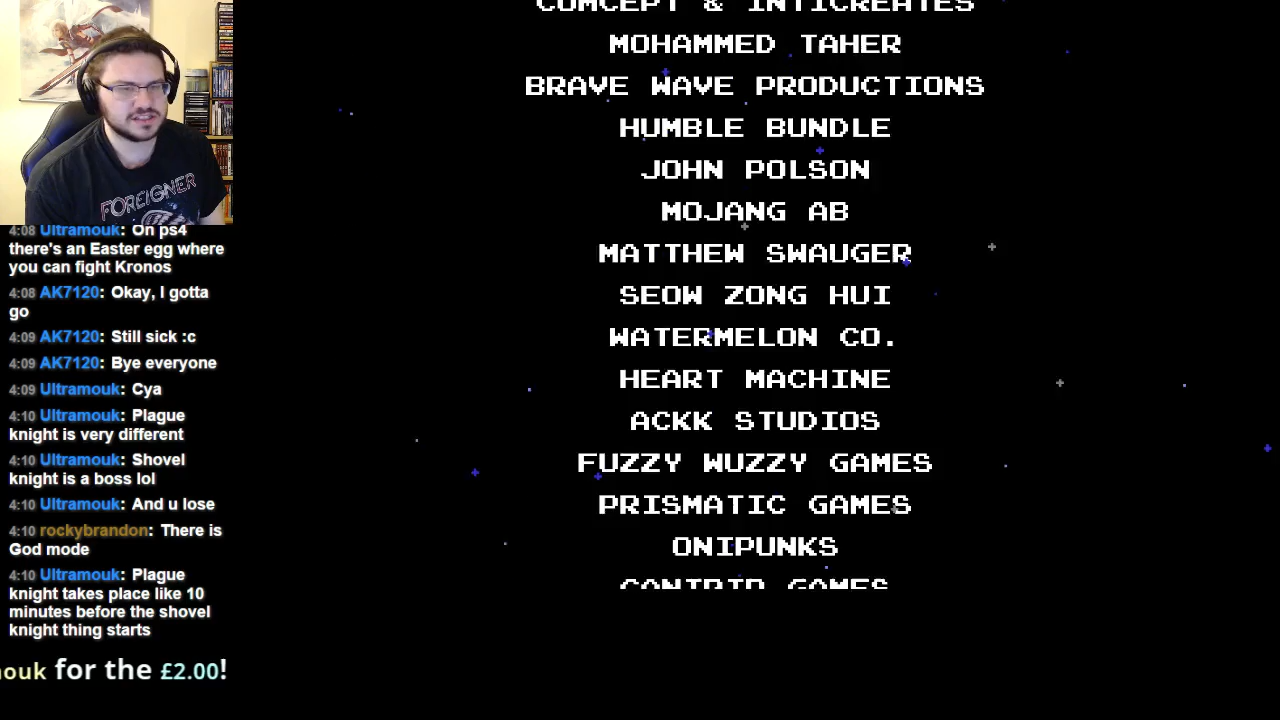 COMCEPT & INTICREATES
MOHAMMED TAHER
BRAVE WAVE PRODUCTIONS
HUMBLE BUNDLE
JOHN POLSON
MOJANG AB
MATTHEW SWAUGER
SEOW ZONG HUI
WATERMELON CO.
HEART MACHINE
ACKK STUDIOS
FUZZY WUZZY GAMES
PRISMATIC GAMES
ONIPUNKS
GAMES
FOREIGNER
4:08 Ultramouk: On ps4
there's an Easter egg where
you can fight Kronos
4:08 AK7120: Okay, I gotta
go
4:09 AK7120: Still sick :c
4:09 AK7120: Bye everyone
4:09 Ultramouk: Cya
4:10 Ultramouk: Plague
knight is very different
4:10 Ultramouk: Shovel
knight is a boss lol
4:10 Ultramouk: And u lose
4:10 rockybrandon: There is
God mode
4:10 Ultramouk: Plague
knight takes place like 10
minutes before the shovel
knight thing starts
ouk for the £2.00!